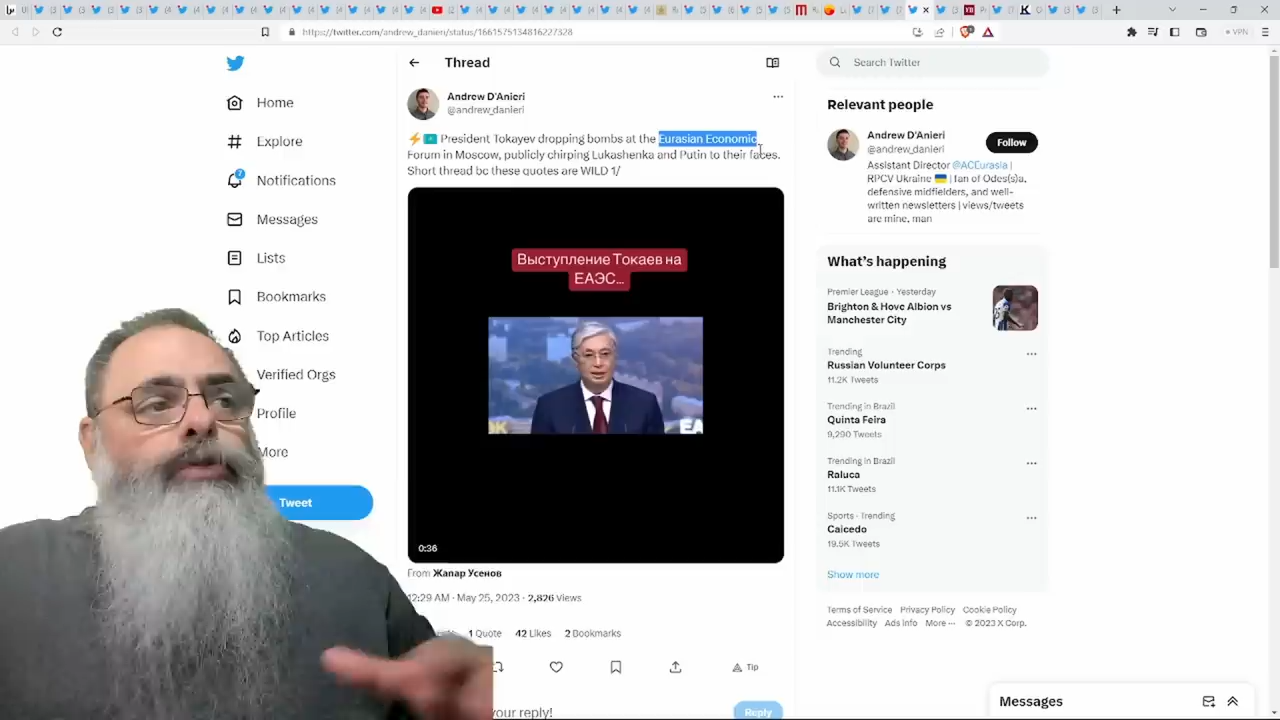 https://twitter.com/andrew_danieri/status/1661575134816227328
VPN
Home
Explore
Notifications
Messages
Lists
Bookmarks
Top Articles
Verified Orgs
Profile
More
Tweet
Thread
Andrew D'Anieri
@andrew_danieri
President Tokayev dropping bombs at the Eurasian Economic
Forum in Moscow, publicly chirping Lukashenka and Putin to their faces.
Short thread bc these quotes are WILD 1/
Выступление Токаев на
ЕАЭС...
ЕА
0:36
From Жапар Усенов
12:29 AM · May 25, 2023 · 2,826 Views
1 Quote 42 Likes 2 Bookmarks
Tip
your reply!
Reply
Search Twitter
Relevant people
Andrew D'Anieri
@andrew_danieri
Follow
Assistant Director @ACEurasia |
RPCV Ukraine | fan of Odes(s)a,
defensive midfielders, and well-
written newsletters | views/tweets
are mine, man
What's happening
Premier League · Yesterday
Brighton & Hove Albion vs
Manchester City
Trending
Russian Volunteer Corps
11.2K Tweets
Trending in Brazil
Quinta Feira
9,290 Tweets
Trending in Brazil
Raluca
11.1K Tweets
Sports · Trending
Caicedo
19.5K Tweets
Show more
Terms of Service Privacy Policy Cookie Policy
Accessibility Ads info More ··· © 2023 X Corp.
Messages